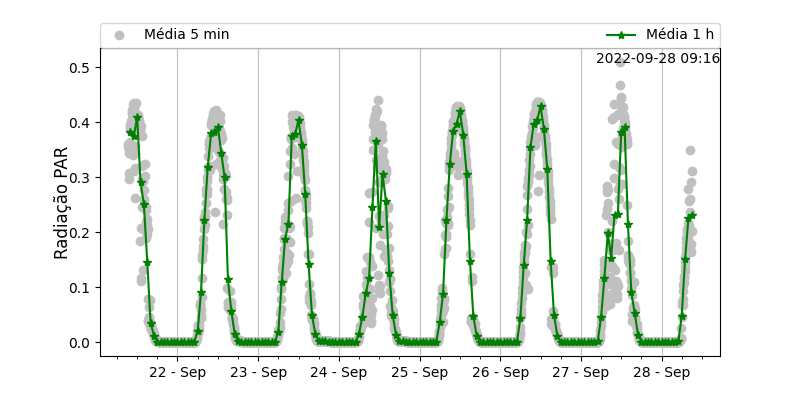 Média 5 min
Média 1 h
2022-09-28 09:16
Radiação PAR
0.5
0.4
0.3
0.2
0.1
0.0
22 - Sep
23 - Sep
24 - Sep
25 - Sep
26 - Sep
27 - Sep
28 - Sep